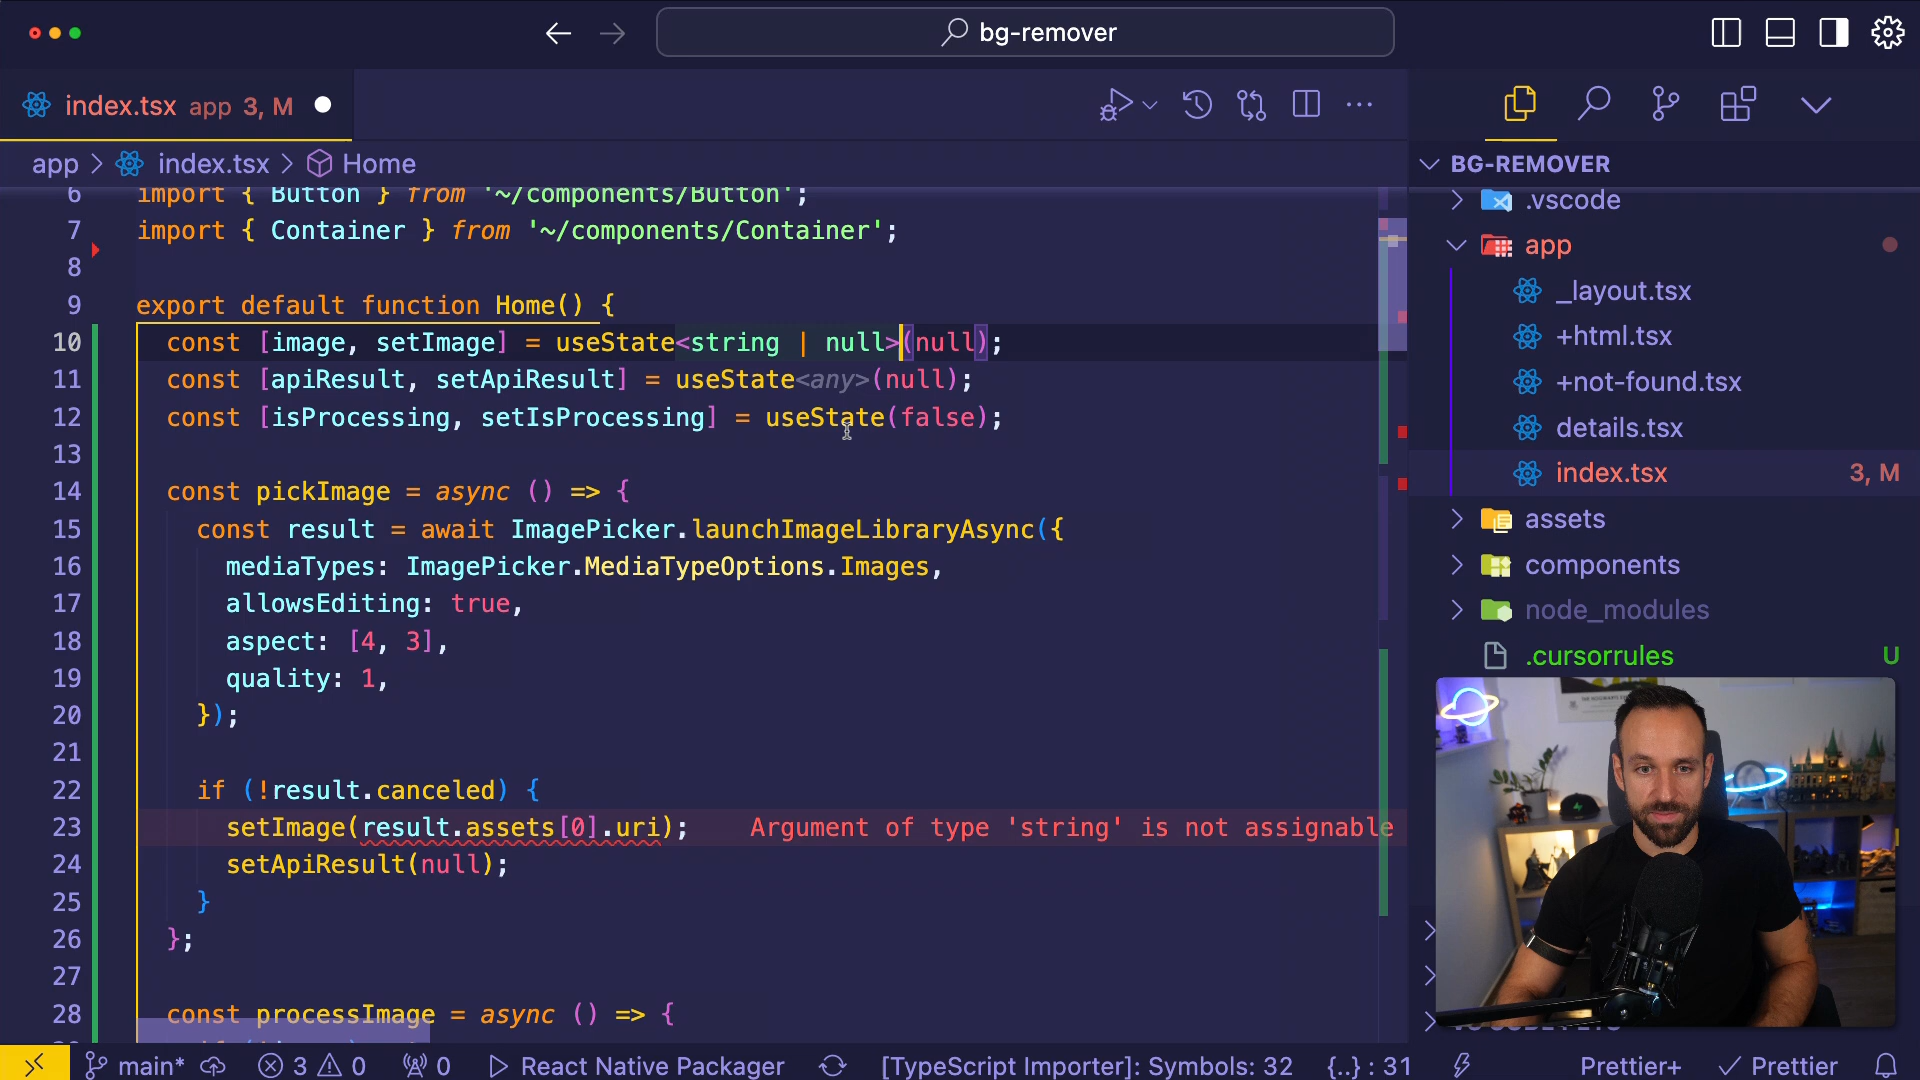 bg-remover
index.tsx app 3, M
app > index.tsx > Home
BG-REMOVER
6 import { Button } from '~/components/Button';
7 import { Container } from '~/components/Container';
8
9 export default function Home() {
10 const [image, setImage] = useState<string | null>(null);
11 const [apiResult, setApiResult] = useState<any>(null);
12 const [isProcessing, setIsProcessing] = useState(false);
13
14 const pickImage = async () => {
15 const result = await ImagePicker.launchImageLibraryAsync({
16 mediaTypes: ImagePicker.MediaTypeOptions.Images,
17 allowsEditing: true,
18 aspect: [4, 3],
19 quality: 1,
20 });
21
22 if (!result.canceled) {
23 setImage(result.assets[0].uri); Argument of type 'string' is not assignable
24 setApiResult(null);
25 }
26 };
27
28 const processImage = async () => {
.vscode
app
_layout.tsx
+html.tsx
+not-found.tsx
details.tsx
index.tsx 3, M
assets
components
node_modules
.cursorrules U
main* 3 0 0 React Native Packager [TypeScript Importer]: Symbols: 32 {..} : 31 Prettier+ Prettier